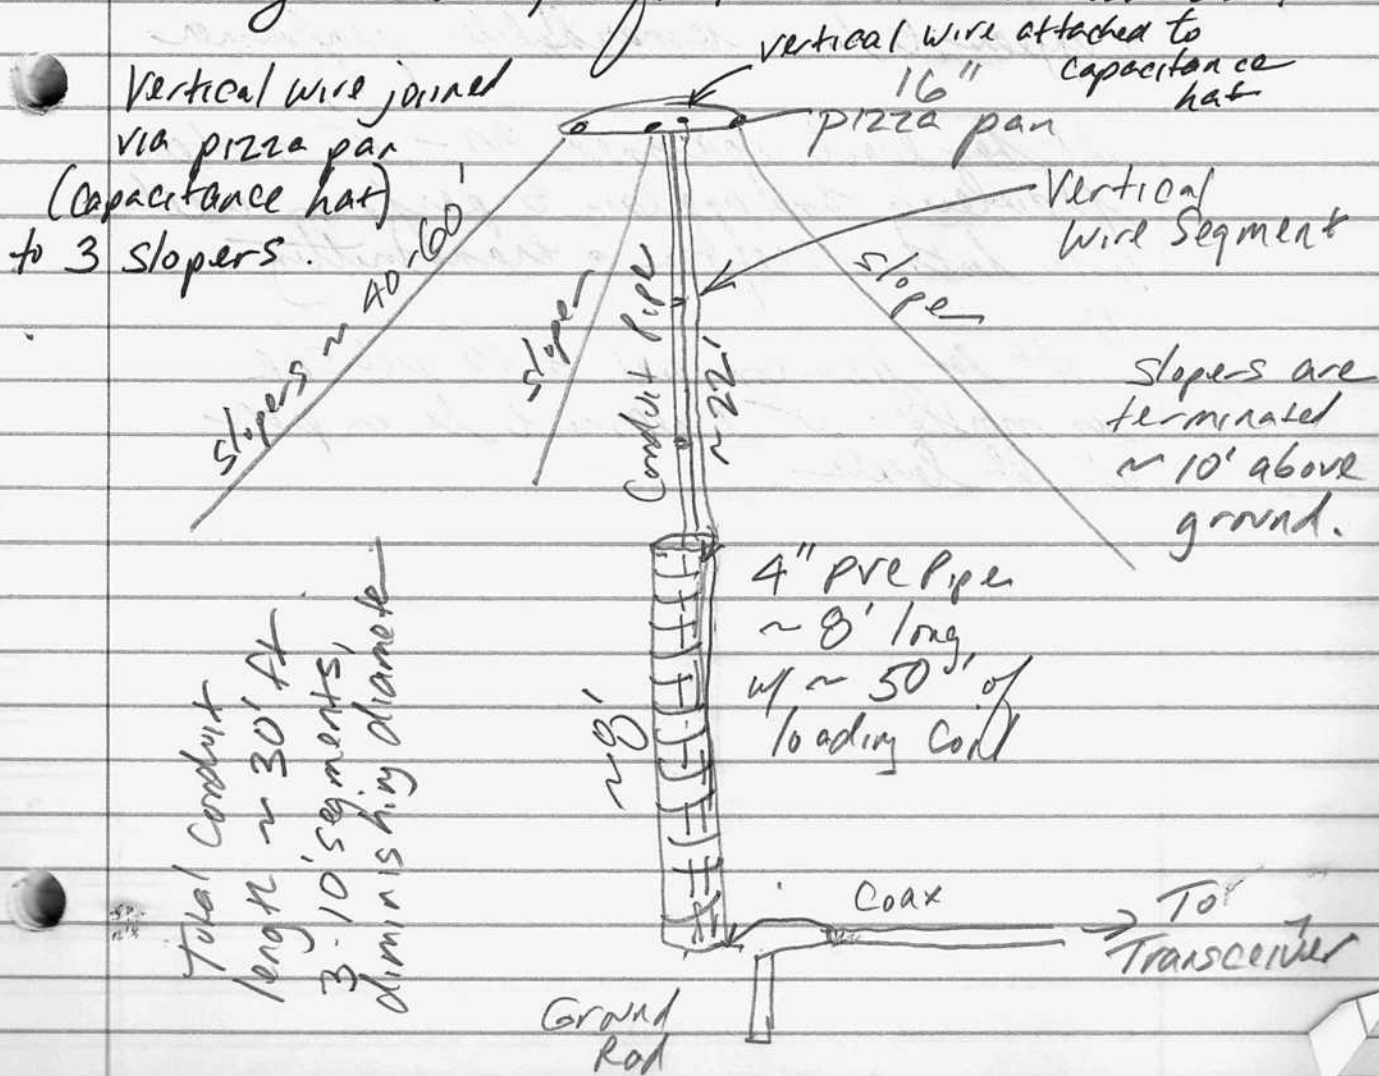 vertical wire attached to
capacitance
hat
Vertical wire joined
via pizza pan
(capacitance hat)
to 3 slopers.
16"
pizza pan
Vertical
Wire Segment
slopers ~ 40-60'
sloper
Conduit Pipe
~22'
sloper
slopers are
terminated
~ 10' above
ground.
4" PVC Pipe
~ 8' long,
w/ ~ 50' of
loading coil
~8'
Total Conduit
length ~ 30' ft
3-10' segments,
diminishing diameter
Coax
To
Transceiver
Ground
Rod